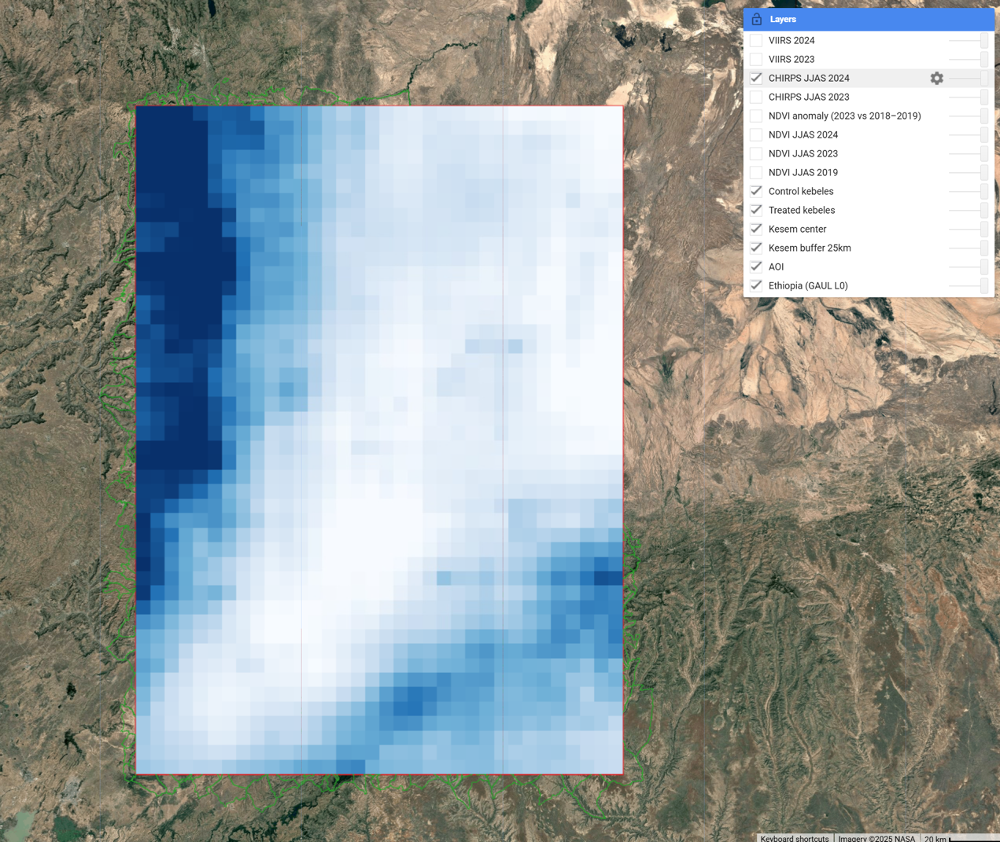 Layers
VIIRS 2024
VIIRS 2023
CHIRPS JJAS 2024
CHIRPS JJAS 2023
NDVI anomaly (2023 vs 2018–2019)
NDVI JJAS 2024
NDVI JJAS 2023
NDVI JJAS 2019
Control kebeles
Treated kebeles
Kesem center
Kesem buffer 25km
AOI
Ethiopia (GAUL L0)
Keyboard shortcuts
Imagery ©2025 NASA
20 km